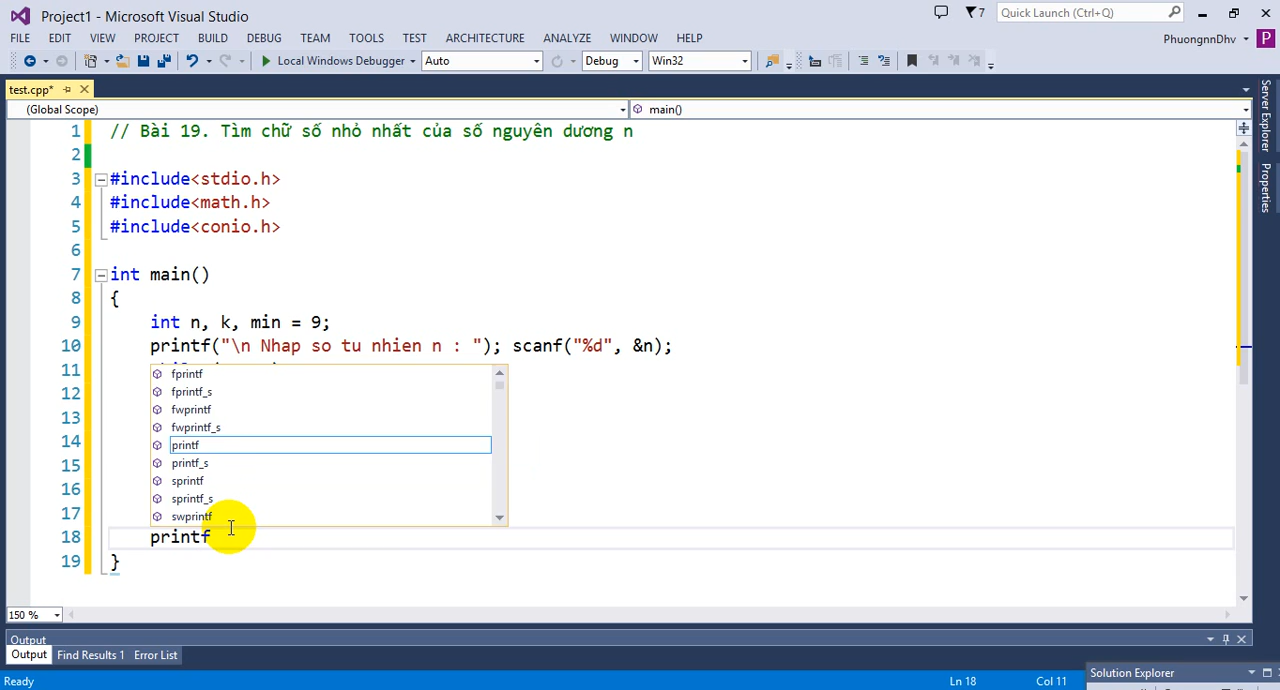 Project1 - Microsoft Visual Studio
7
Quick Launch (Ctrl+Q)
FILE EDIT VIEW PROJECT BUILD DEBUG TEAM TOOLS TEST ARCHITECTURE ANALYZE WINDOW HELP
PhuongnnDhv
P
Local Windows Debugger
Auto
Debug
Win32
test.cpp*
(Global Scope)
main()
Server Explorer
Properties
1 // Bài 19. Tìm chữ số nhỏ nhất của số nguyên dương n
2
3 #include<stdio.h>
4 #include<math.h>
5 #include<conio.h>
6
7 int main()
8 {
9 int n, k, min = 9;
10 printf("\n Nhap so tu nhien n : "); scanf("%d", &n);
11
12
13
14
15
16
17
18 printf
19 }
fprintf
fprintf_s
fwprintf
fwprintf_s
printf
printf_s
sprintf
sprintf_s
swprintf
150 %
Output
Output Find Results 1 Error List
Solution Explorer
Ready
Ln 18
Col 11